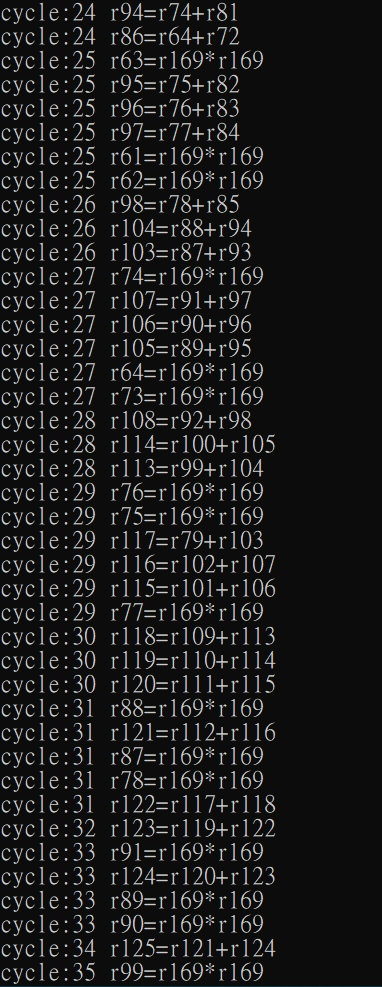 cycle:24 r94=r74+r81
cycle:24 r86=r64+r72
cycle:25 r63=r169*r169
cycle:25 r95=r75+r82
cycle:25 r96=r76+r83
cycle:25 r97=r77+r84
cycle:25 r61=r169*r169
cycle:25 r62=r169*r169
cycle:26 r98=r78+r85
cycle:26 r104=r88+r94
cycle:26 r103=r87+r93
cycle:27 r74=r169*r169
cycle:27 r107=r91+r97
cycle:27 r106=r90+r96
cycle:27 r105=r89+r95
cycle:27 r64=r169*r169
cycle:27 r73=r169*r169
cycle:28 r108=r92+r98
cycle:28 r114=r100+r105
cycle:28 r113=r99+r104
cycle:29 r76=r169*r169
cycle:29 r75=r169*r169
cycle:29 r117=r79+r103
cycle:29 r116=r102+r107
cycle:29 r115=r101+r106
cycle:29 r77=r169*r169
cycle:30 r118=r109+r113
cycle:30 r119=r110+r114
cycle:30 r120=r111+r115
cycle:31 r88=r169*r169
cycle:31 r121=r112+r116
cycle:31 r87=r169*r169
cycle:31 r78=r169*r169
cycle:31 r122=r117+r118
cycle:32 r123=r119+r122
cycle:33 r91=r169*r169
cycle:33 r124=r120+r123
cycle:33 r89=r169*r169
cycle:33 r90=r169*r169
cycle:34 r125=r121+r124
cycle:35 r99=r169*r169